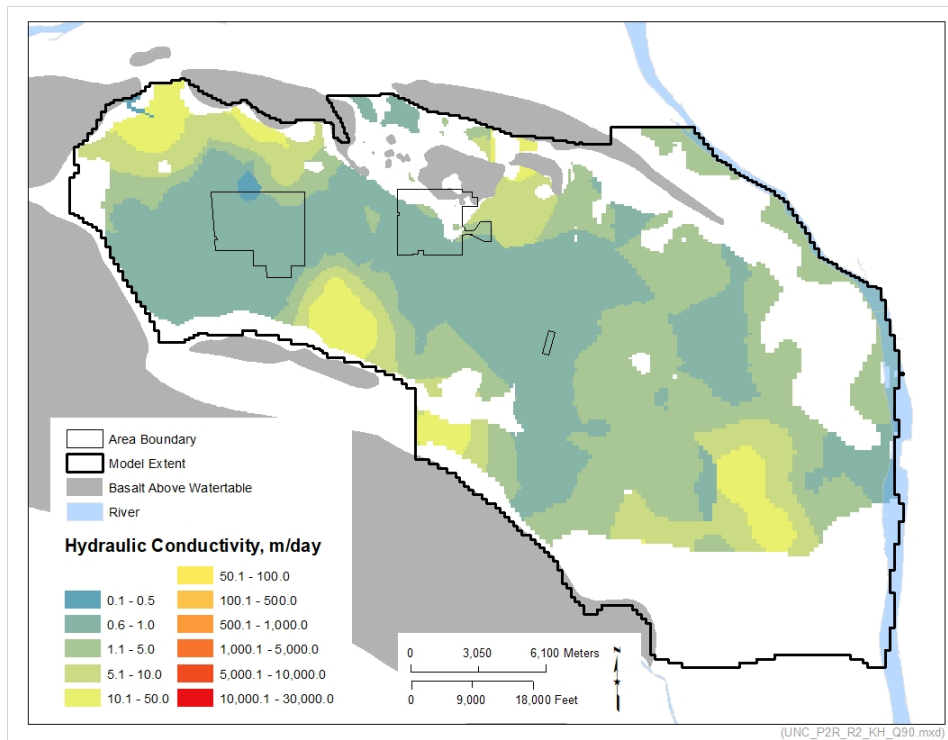 Area Boundary
Model Extent
Basalt Above Watertable
River
Hydraulic Conductivity, m/day
0.1 - 0.5
0.6 - 1.0
1.1 - 5.0
5.1 - 10.0
10.1 - 50.0
50.1 - 100.0
100.1 - 500.0
500.1 - 1,000.0
1,000.1 - 5,000.0
5,000.1 - 10,000.0
10,000.1 - 30,000.0
0 3,050 6,100 Meters
0 9,000 18,000 Feet
N
(UNC_P2R_R2_KH_Q90.mxd)